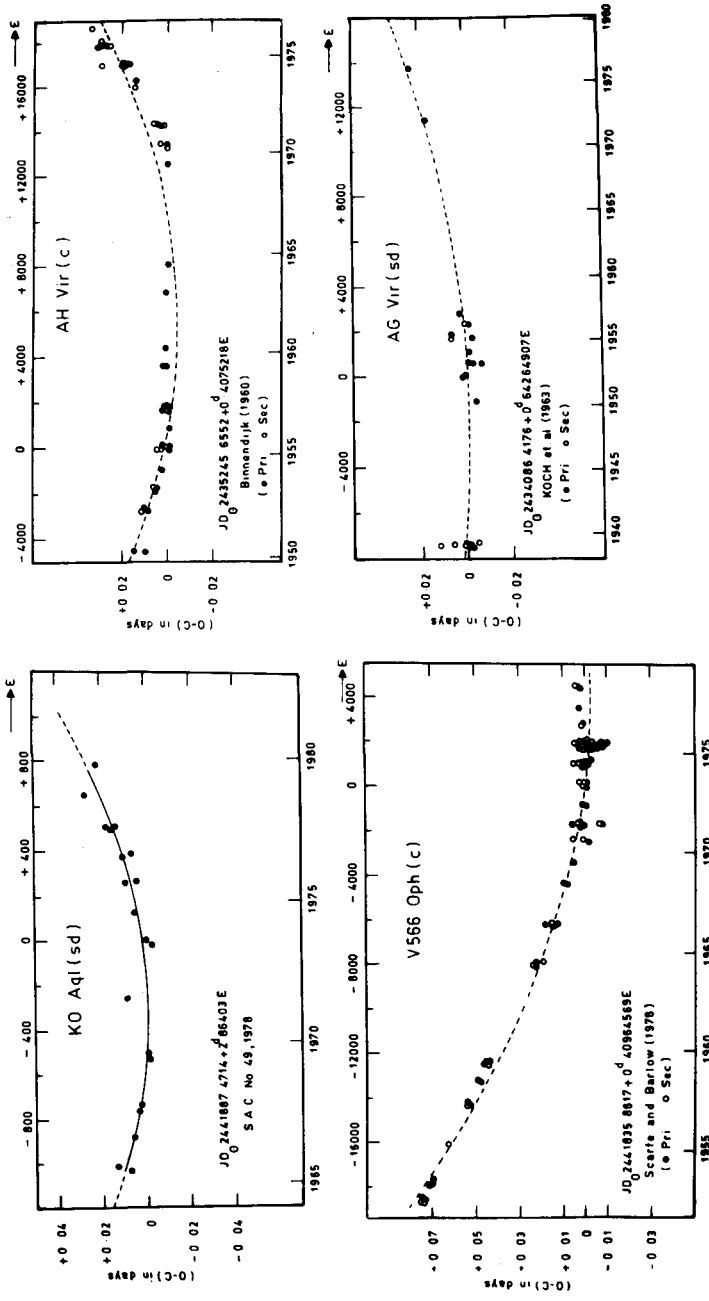 KO Aql (sd)
JD₀ 2441887 4714 + 2ᵈ 86403 E
S A C No 49, 1978
(O-C) in days
+0 04
+0 02
0
-0 02
-800
-400
0
+400
+800
E
1965
1970
1975
1980
AH Vir (c)
JD₀ 2435245 6552 + 0ᵈ 4075218 E
Binnendijk (1960)
(● Pri ○ Sec)
(O-C) in days
+0 02
0
-0 02
-4000
0
+4000
+8000
+12000
+16000
E
1950
1955
1960
1965
1970
1975
V566 Oph (c)
JD₀ 2441835 8617 + 0ᵈ 40964569 E
Scarfe and Barlow (1978)
(● Pri ○ Sec)
(O-C) in days
+0 07
+0 05
+0 03
+0 01
-0 01
-0 03
-16000
-12000
-8000
-4000
0
+4000
E
1955
1960
1965
1970
1975
AG Vir (sd)
JD₀ 2434086 4176 + 0ᵈ 64264907 E
KOCH et al (1963)
(● Pri ○ Sec)
(O-C) in days
+0 02
0
-0 02
-4000
0
+4000
+12000
E
1940
1945
1950
1955
1960
1965
1970
1975
1980